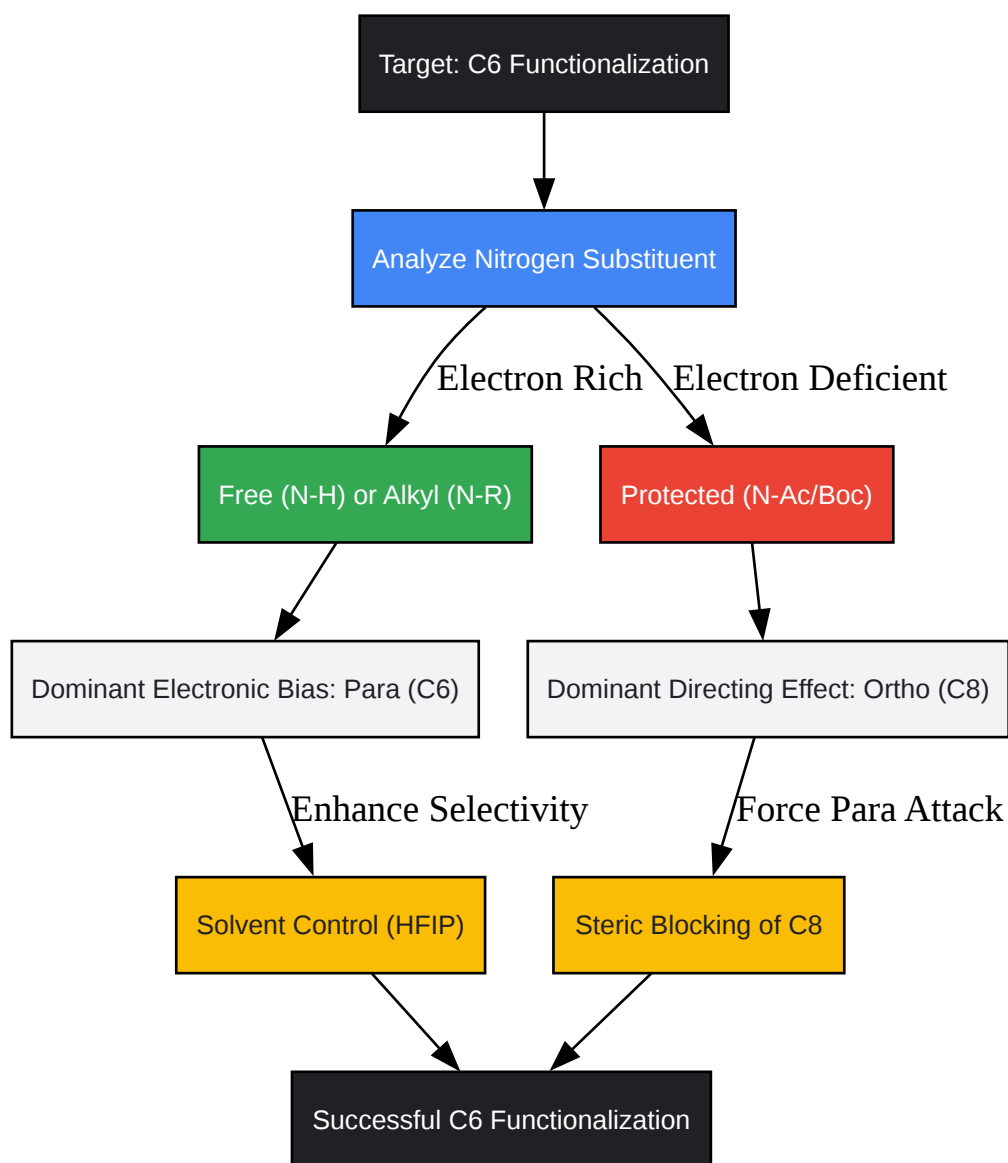 Target: C6 Functionalization
Analyze Nitrogen Substituent
Electron Rich
Electron Deficient
Free (N-H) or Alkyl (N-R)
Protected (N-Ac/Boc)
Dominant Electronic Bias: Para (C6)
Dominant Directing Effect: Ortho (C8)
Enhance Selectivity
Force Para Attack
Solvent Control (HFIP)
Steric Blocking of C8
Successful C6 Functionalization